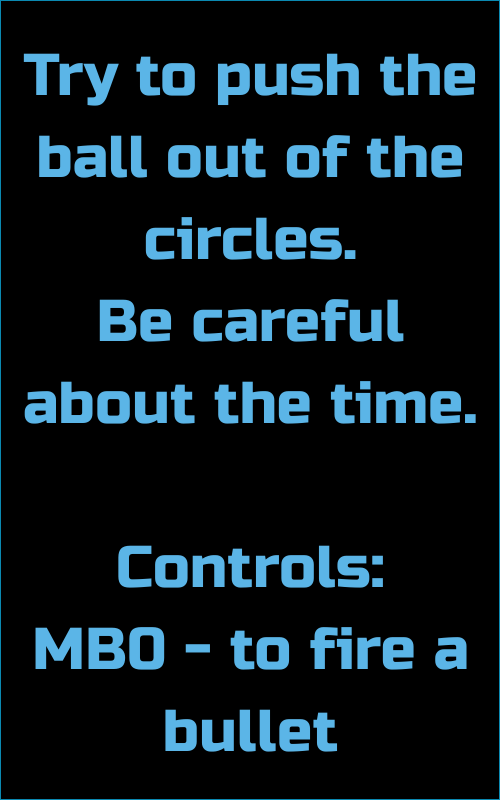 Try to push the
ball out of the
circles.
Be careful
about the time.
Controls:
MB0 - to fire a
bullet